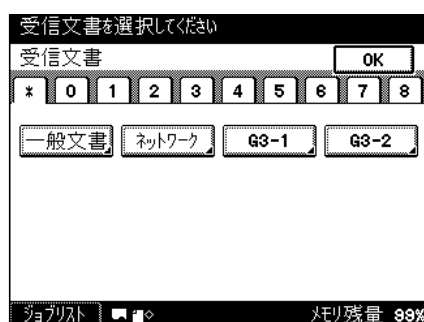 受信文書を選択してください
受信文書 OK
* 0 1 2 3 4 5 6 7 8
一般文書 ネットワーク G3-1 G3-2
ジョブリスト メモリ残量 99%